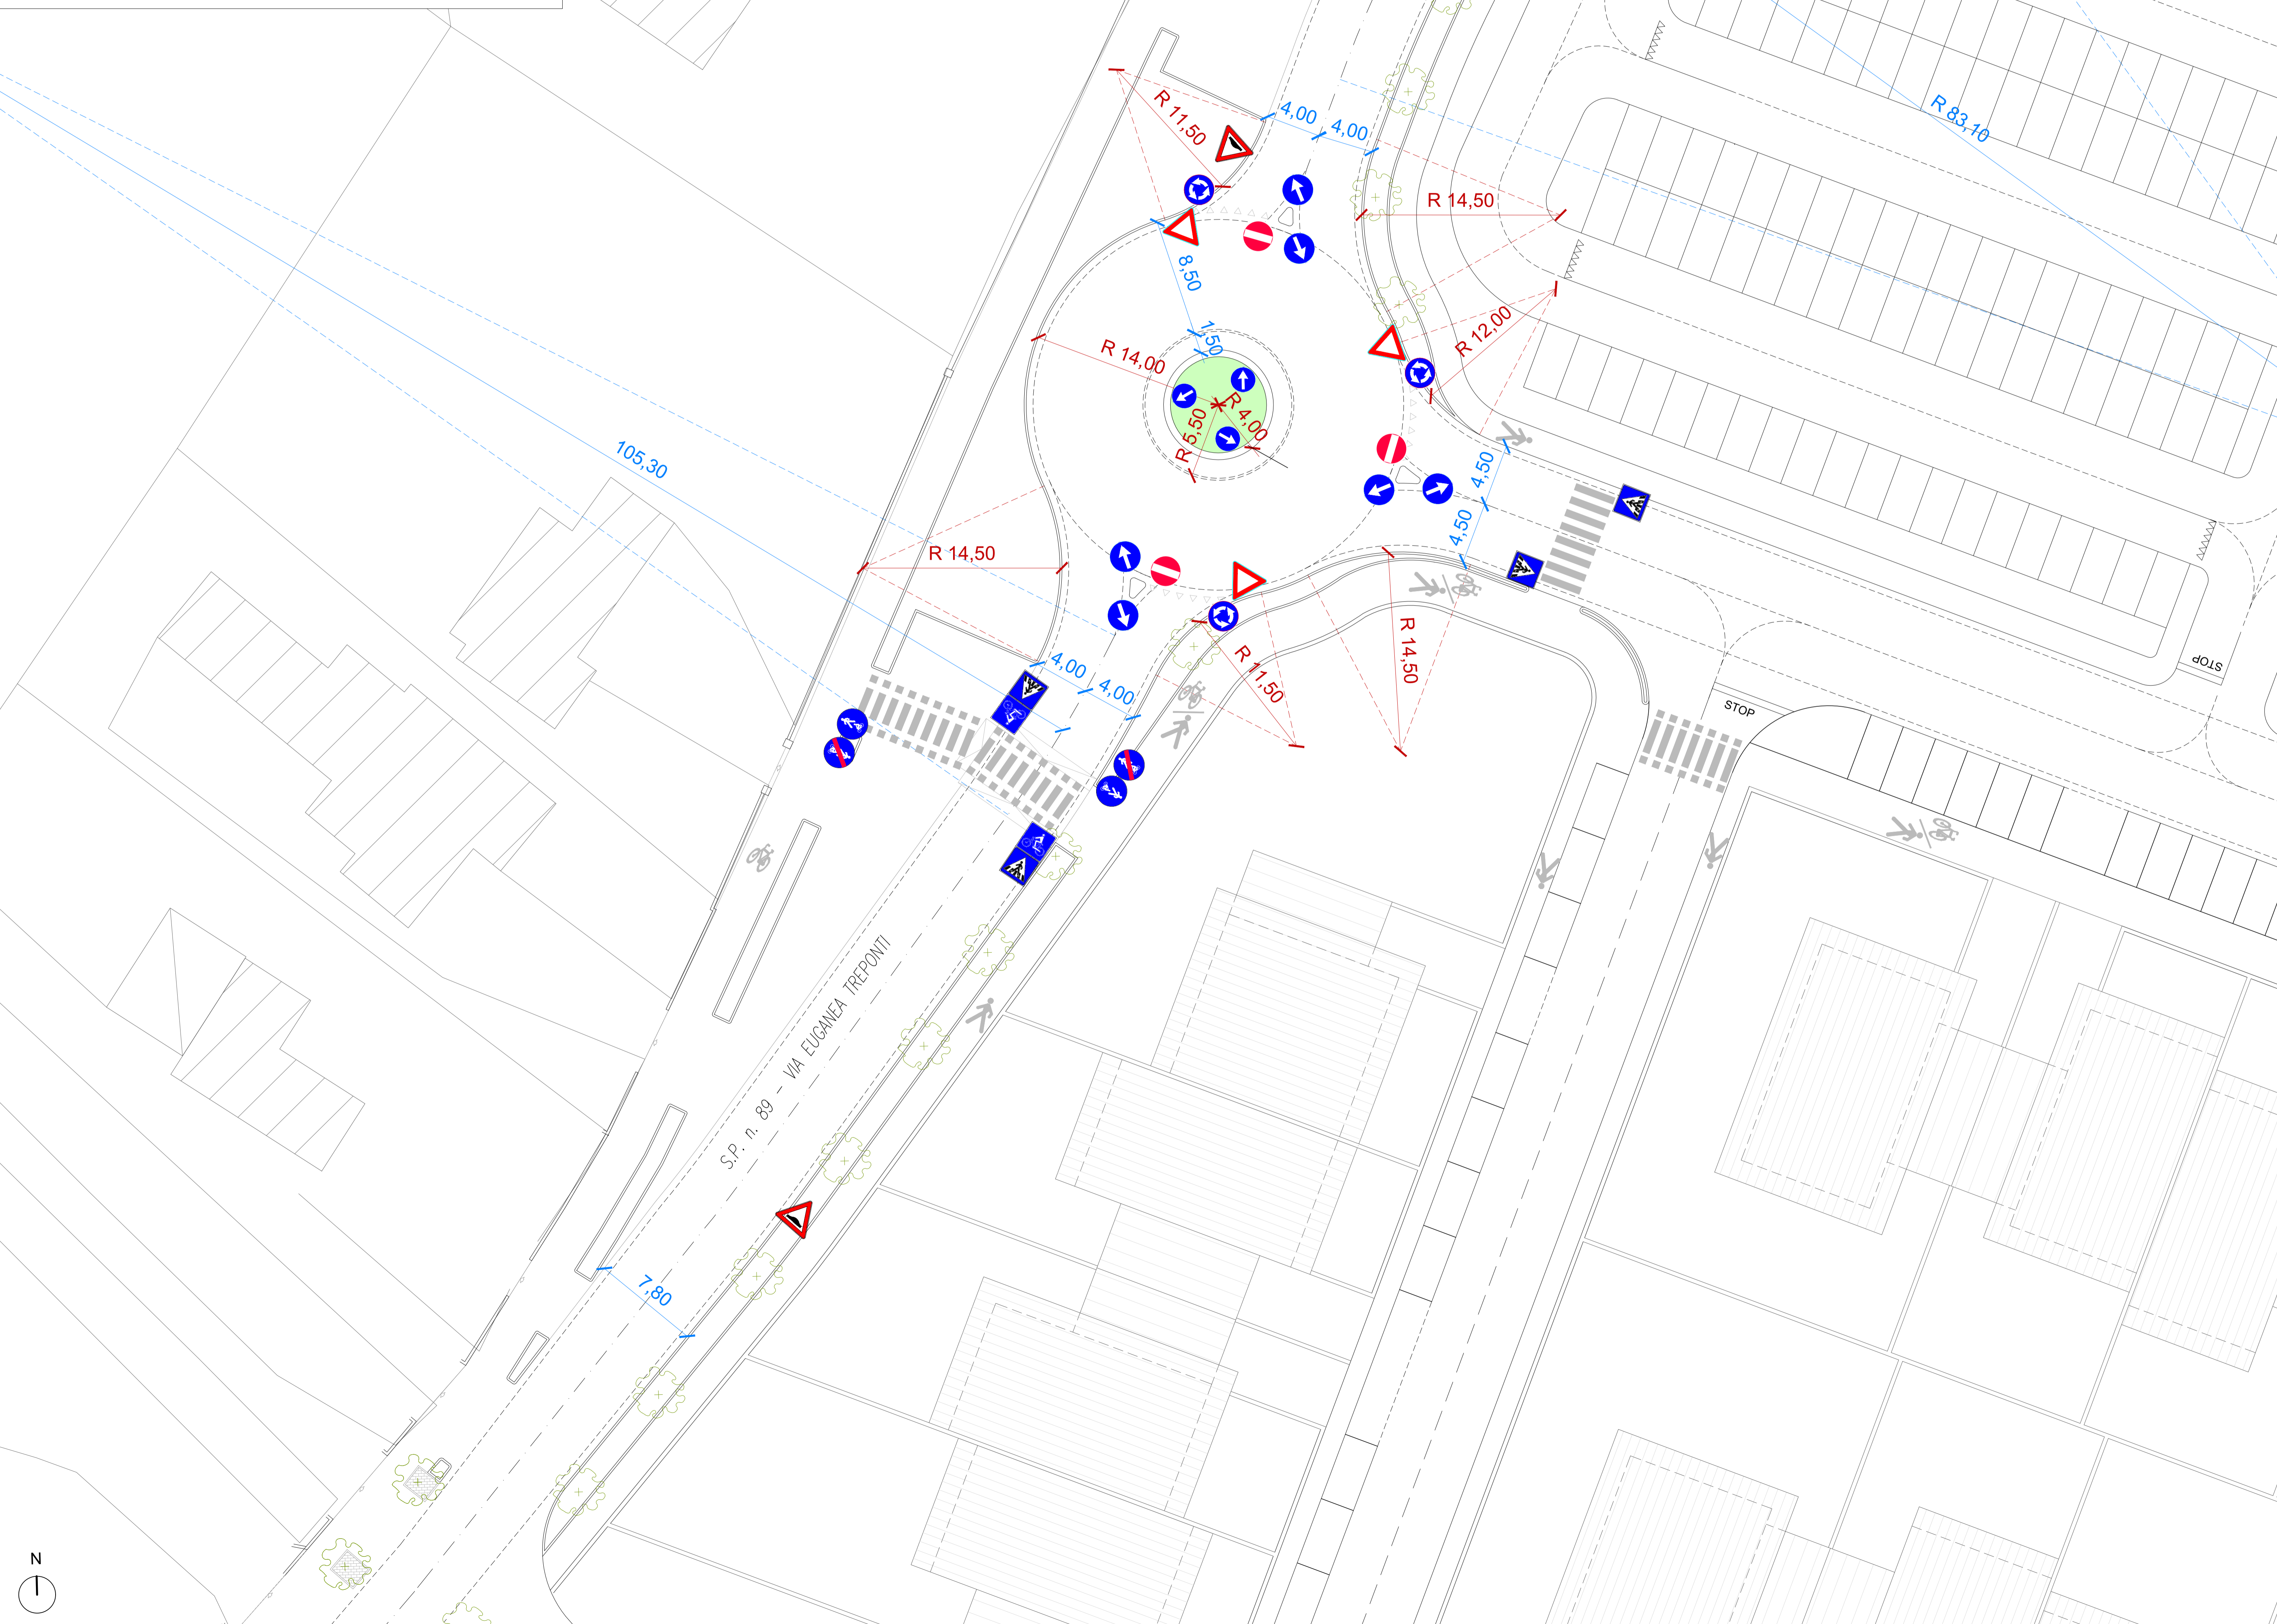 R 11,50
4,00
4,00
R 83,10
R 14,50
8,50
1,50
R 14,00
R 12,00
R 4,00
R 5,50
105,30
4,50
4,50
R 14,50
R 14,50
R 11,50
4,00
4,00
STOP
STOP
S.P. n. 89 - VIA EUGANEA TREPONTI
7,80
N